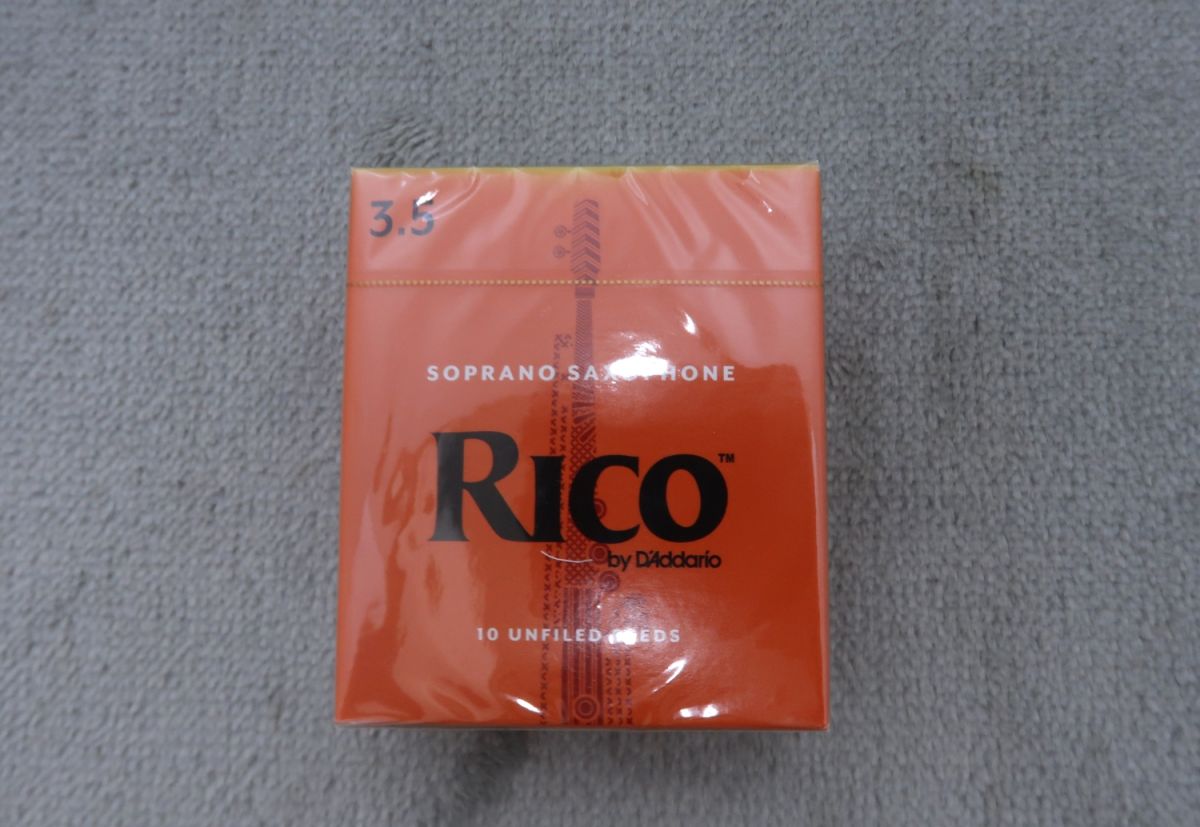 3.5
SOPRANO SAXOPHONE
RICO™
by D'Addario
10 UNFILED REEDS